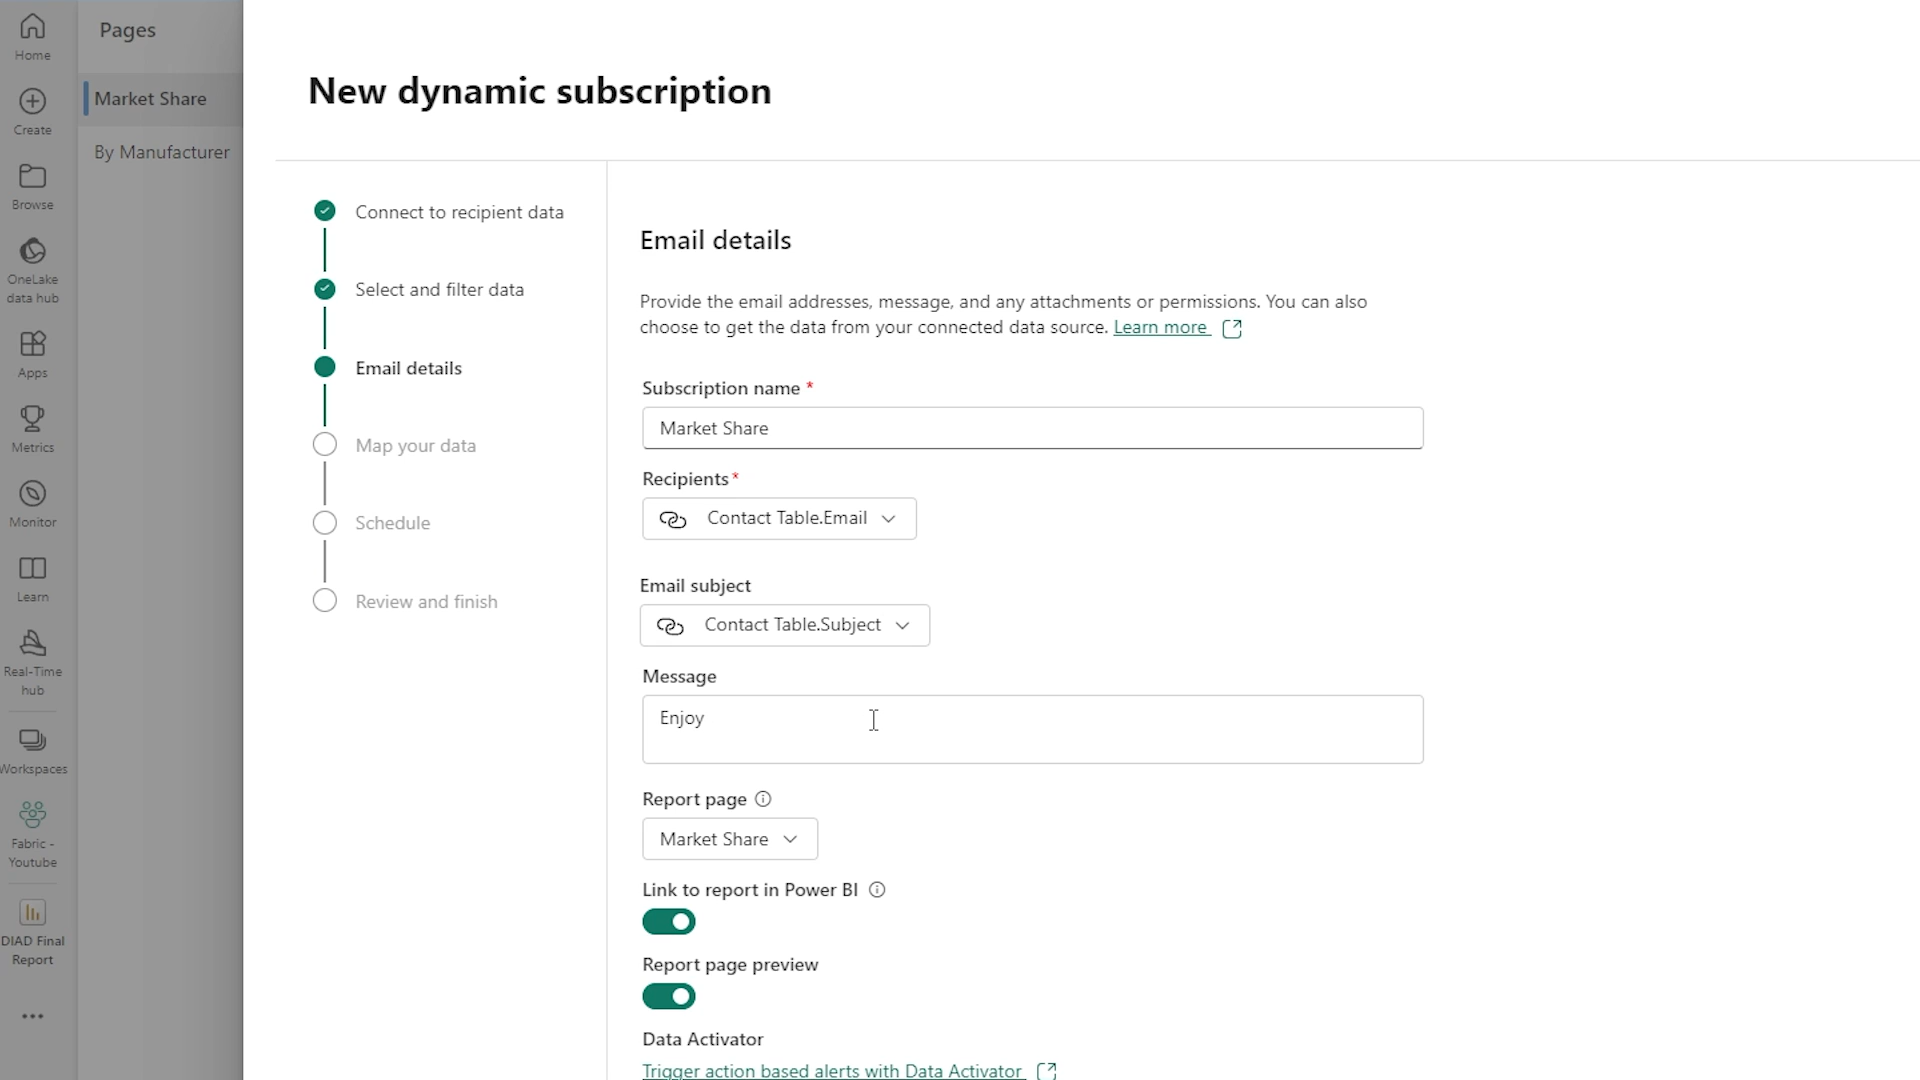 Home
Create
Browse
OneLake
data hub
Apps
Metrics
Monitor
Learn
Real-Time
hub
Workspaces
Fabric -
Youtube
DIAD Final
Report
Pages
Market Share
By Manufacturer
New dynamic subscription
Connect to recipient data
Select and filter data
Email details
Map your data
Schedule
Review and finish
Email details
Provide the email addresses, message, and any attachments or permissions. You can also
choose to get the data from your connected data source. Learn more
Subscription name *
Market Share
Recipients*
Contact Table.Email
Email subject
Contact Table.Subject
Message
Enjoy
Report page
Market Share
Link to report in Power BI
Report page preview
Data Activator
Trigger action based alerts with Data Activator